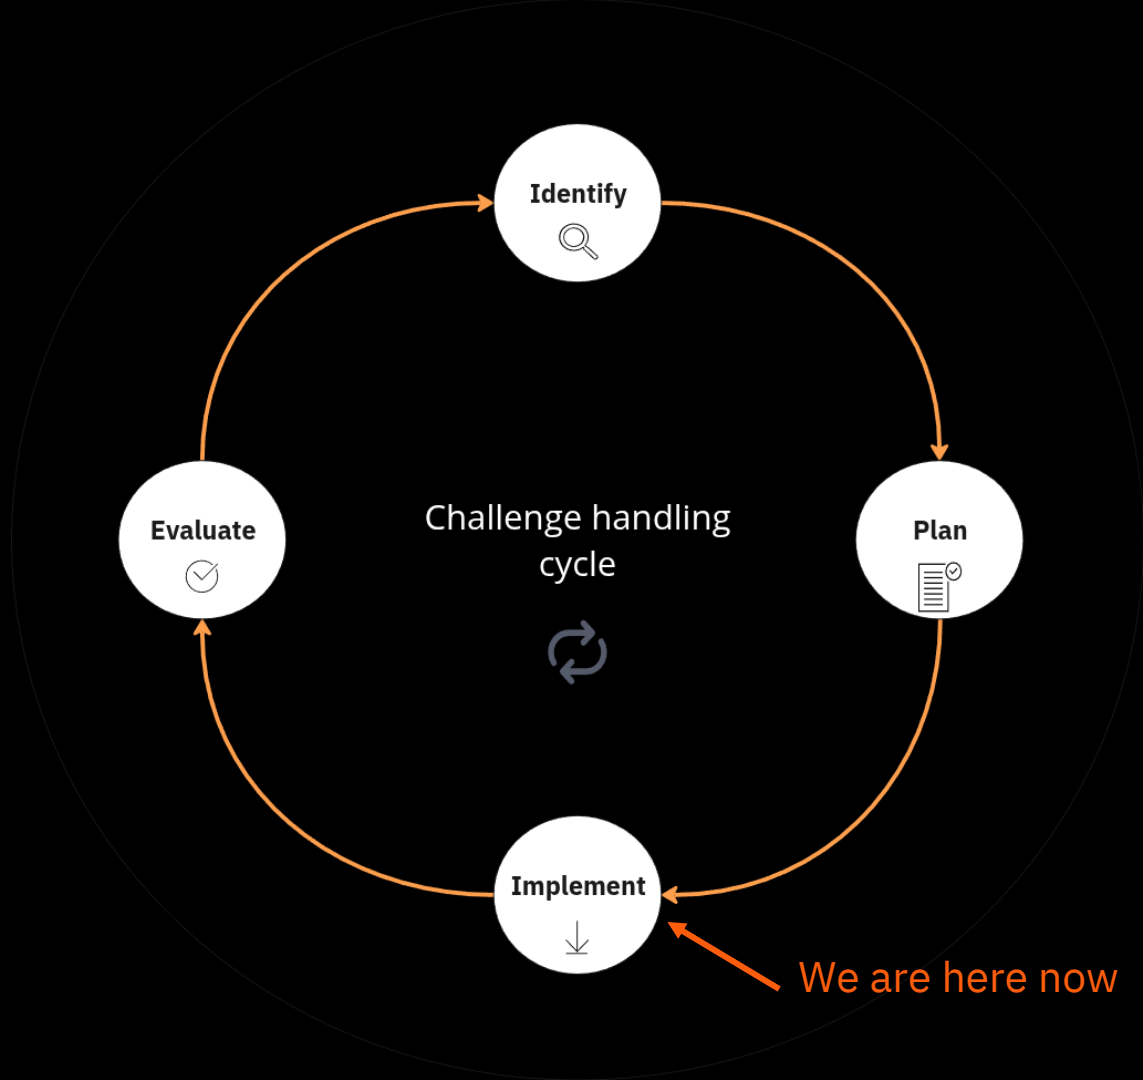 Identify
Evaluate
Challenge handling
cycle
Plan
Implement
We are here now